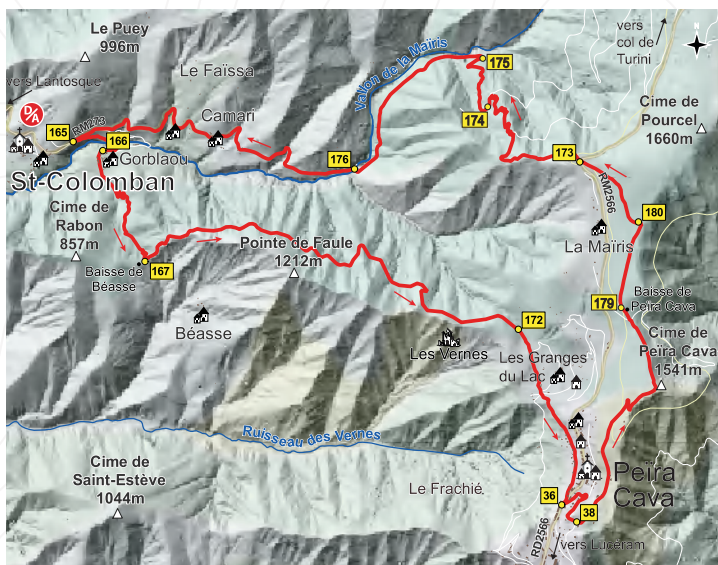 Le Puey
996m
vers
col de
Turini
N
Le Faïssa
Vallon de la Maïris
175
vers Lantosque
D/A
Camari
174
Cime de
Pourcel
1660m
165
RM273
166
Gorblaou
176
173
St-Colomban
RM2566
Cime de
Rabon
857m
180
167
Pointe de Faule
1212m
La Maïris
Baisse de
Béasse
Baisse de
Peïra Cava
179
Béasse
172
Cime de
Peïra Cava
1541m
Les Vernes
Les Granges
du Lac
Ruisseau des Vernes
Cime de
Saint-Estève
1044m
Peïra
Cava
Le Frachié
36
38
RD2566
vers Lucéram